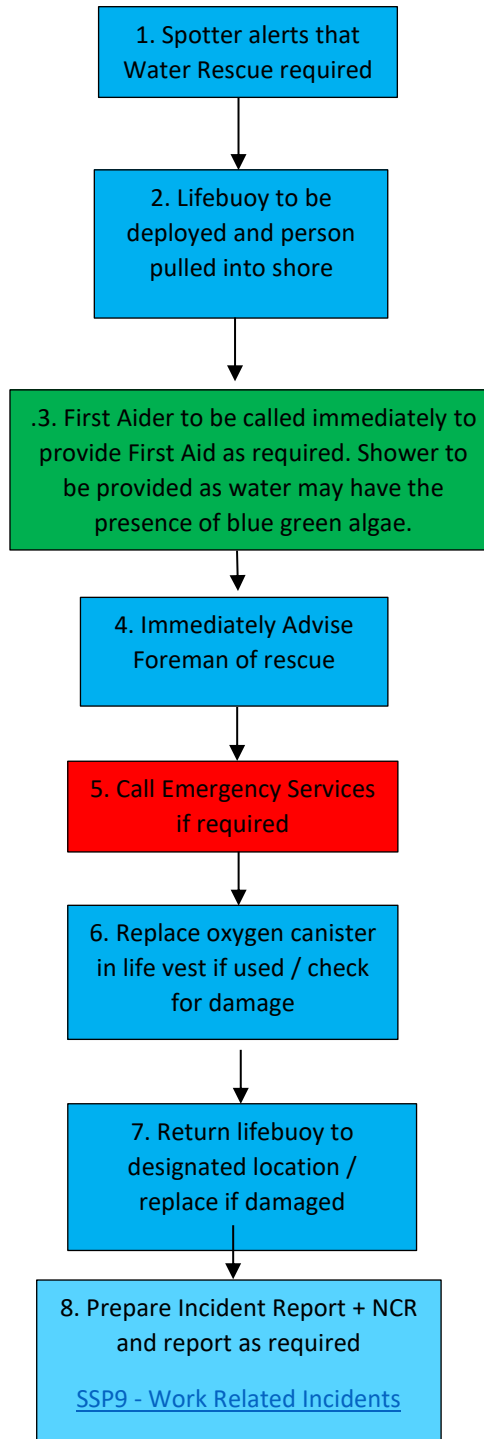 1. Spotter alerts that
Water Rescue required
2. Lifebuoy to be
deployed and person
pulled into shore
.3. First Aider to be called immediately to
provide First Aid as required. Shower to
be provided as water may have the
presence of blue green algae.
4. Immediately Advise
Foreman of rescue
5. Call Emergency Services
if required
6. Replace oxygen canister
in life vest if used / check
for damage
7. Return lifebuoy to
designated location /
replace if damaged
8. Prepare Incident Report + NCR
and report as required
SSP9 - Work Related Incidents